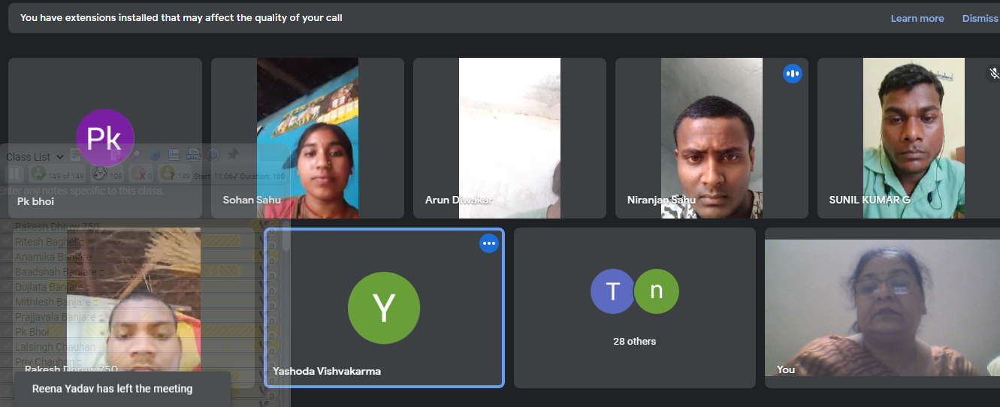 You have extensions installed that may affect the quality of your call
Learn more
Dismiss
Pk
Class List
149 of 149
108
0
149
Start: 11:06
Duration: 160
Enter any notes specific to this class.
Pk bhoi
Sohan Sahu
Arun Diwakar
Niranjan Sahu
SUNIL KUMAR G
Rakesh Dhruw 750
Ritesh Baghel
Anamika Banjare
Baadshah Banjare
Dujlata Banjare
Mithlesh Banjare
Prajjavala Banjare
Pk Bhoi
Lalsingh Chauhan
Priy Chauhan
Rakesh Dhruw 750
Reena Yadav has left the meeting
Y
Yashoda Vishvakarma
T
n
28 others
You